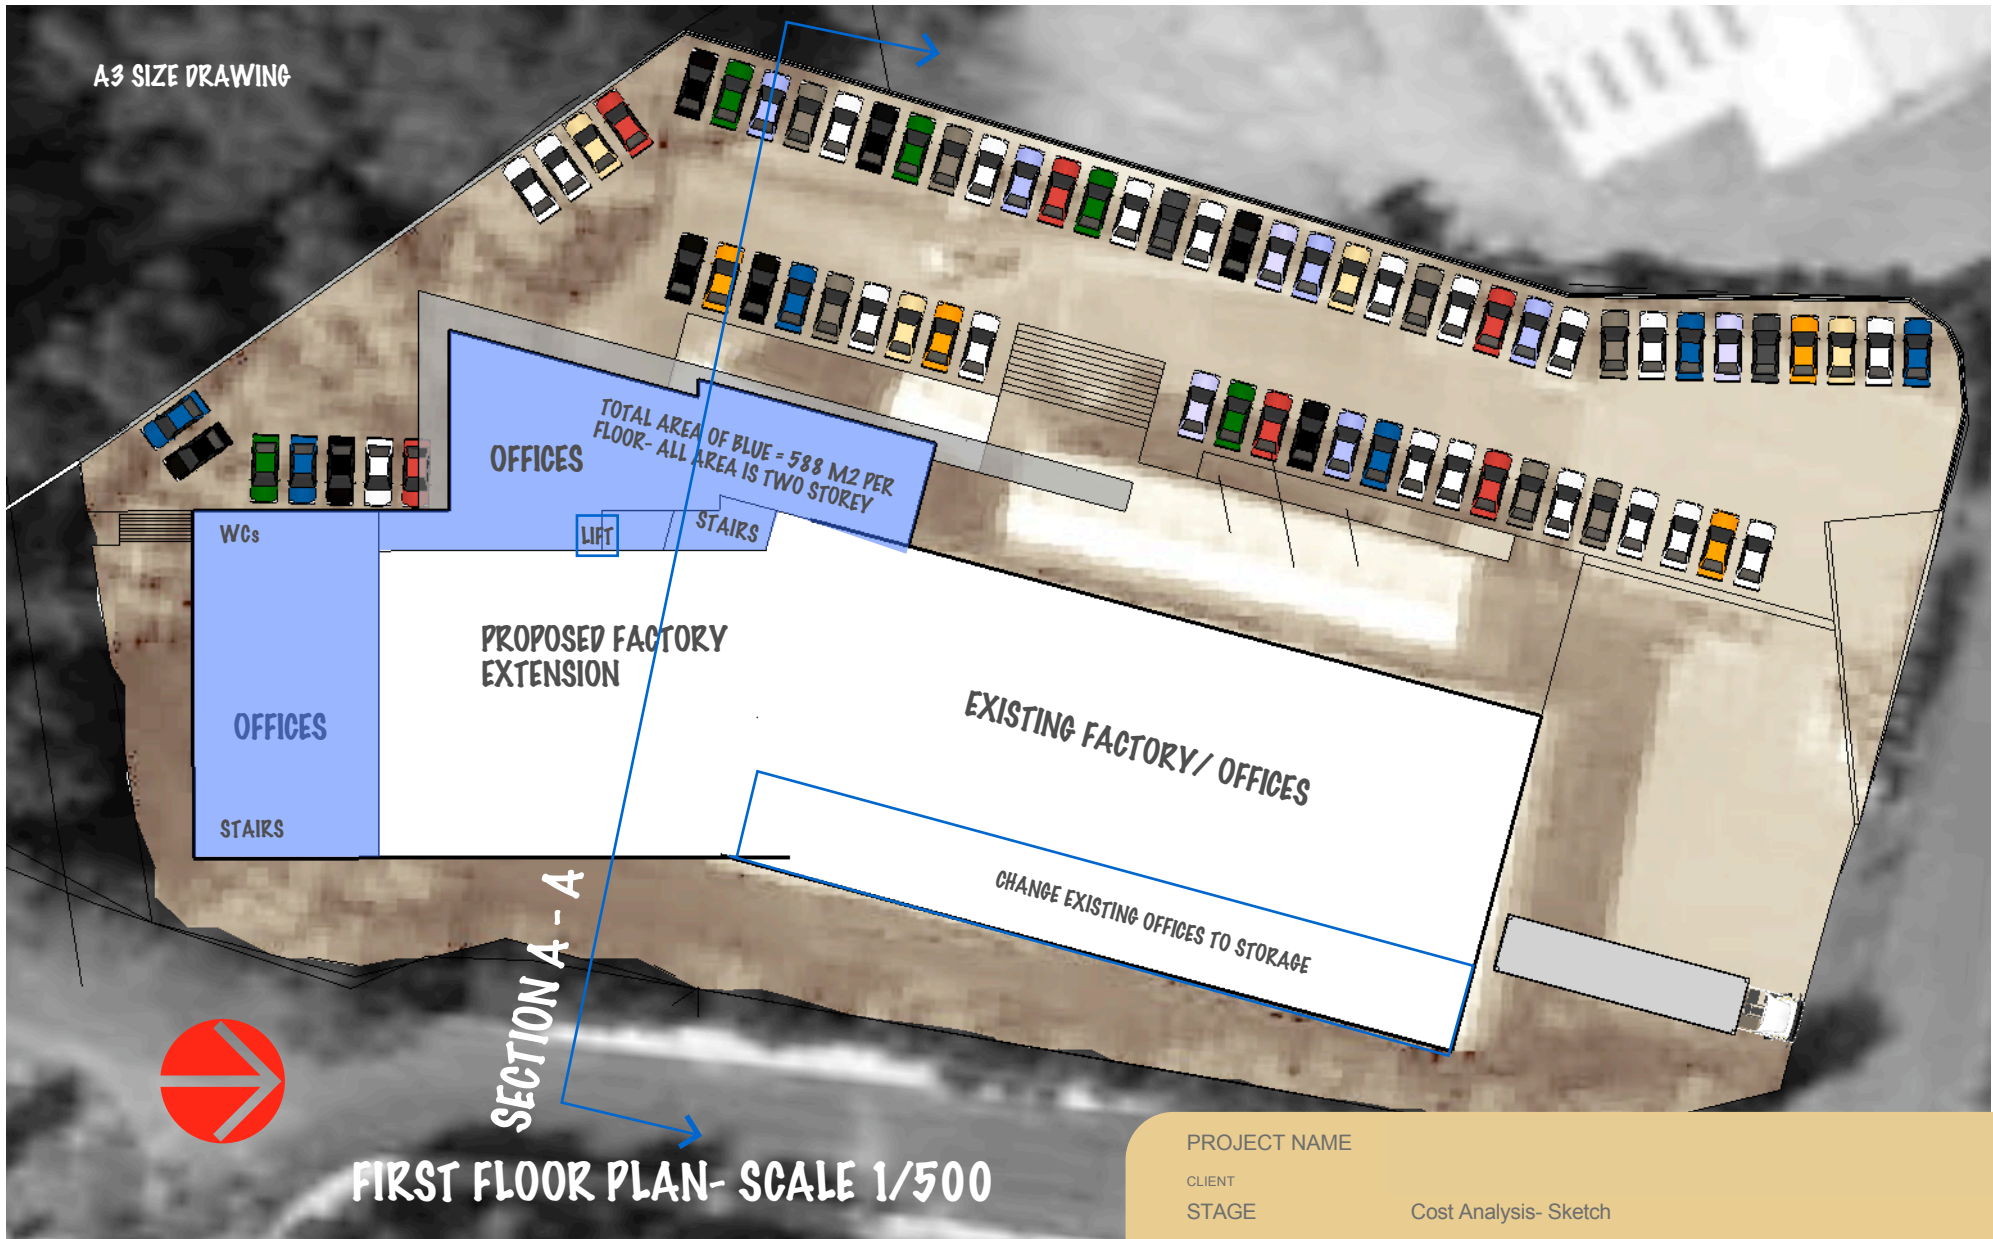 A3 SIZE DRAWING
TOTAL AREA OF BLUE = 588 M2 PER
FLOOR- ALL AREA IS TWO STOREY
OFFICES
WCs
LIFT
STAIRS
PROPOSED FACTORY
EXTENSION
OFFICES
STAIRS
EXISTING FACTORY/ OFFICES
CHANGE EXISTING OFFICES TO STORAGE
SECTION A - A
FIRST FLOOR PLAN- SCALE 1/500
PROJECT NAME
CLIENT
STAGE Cost Analysis- Sketch